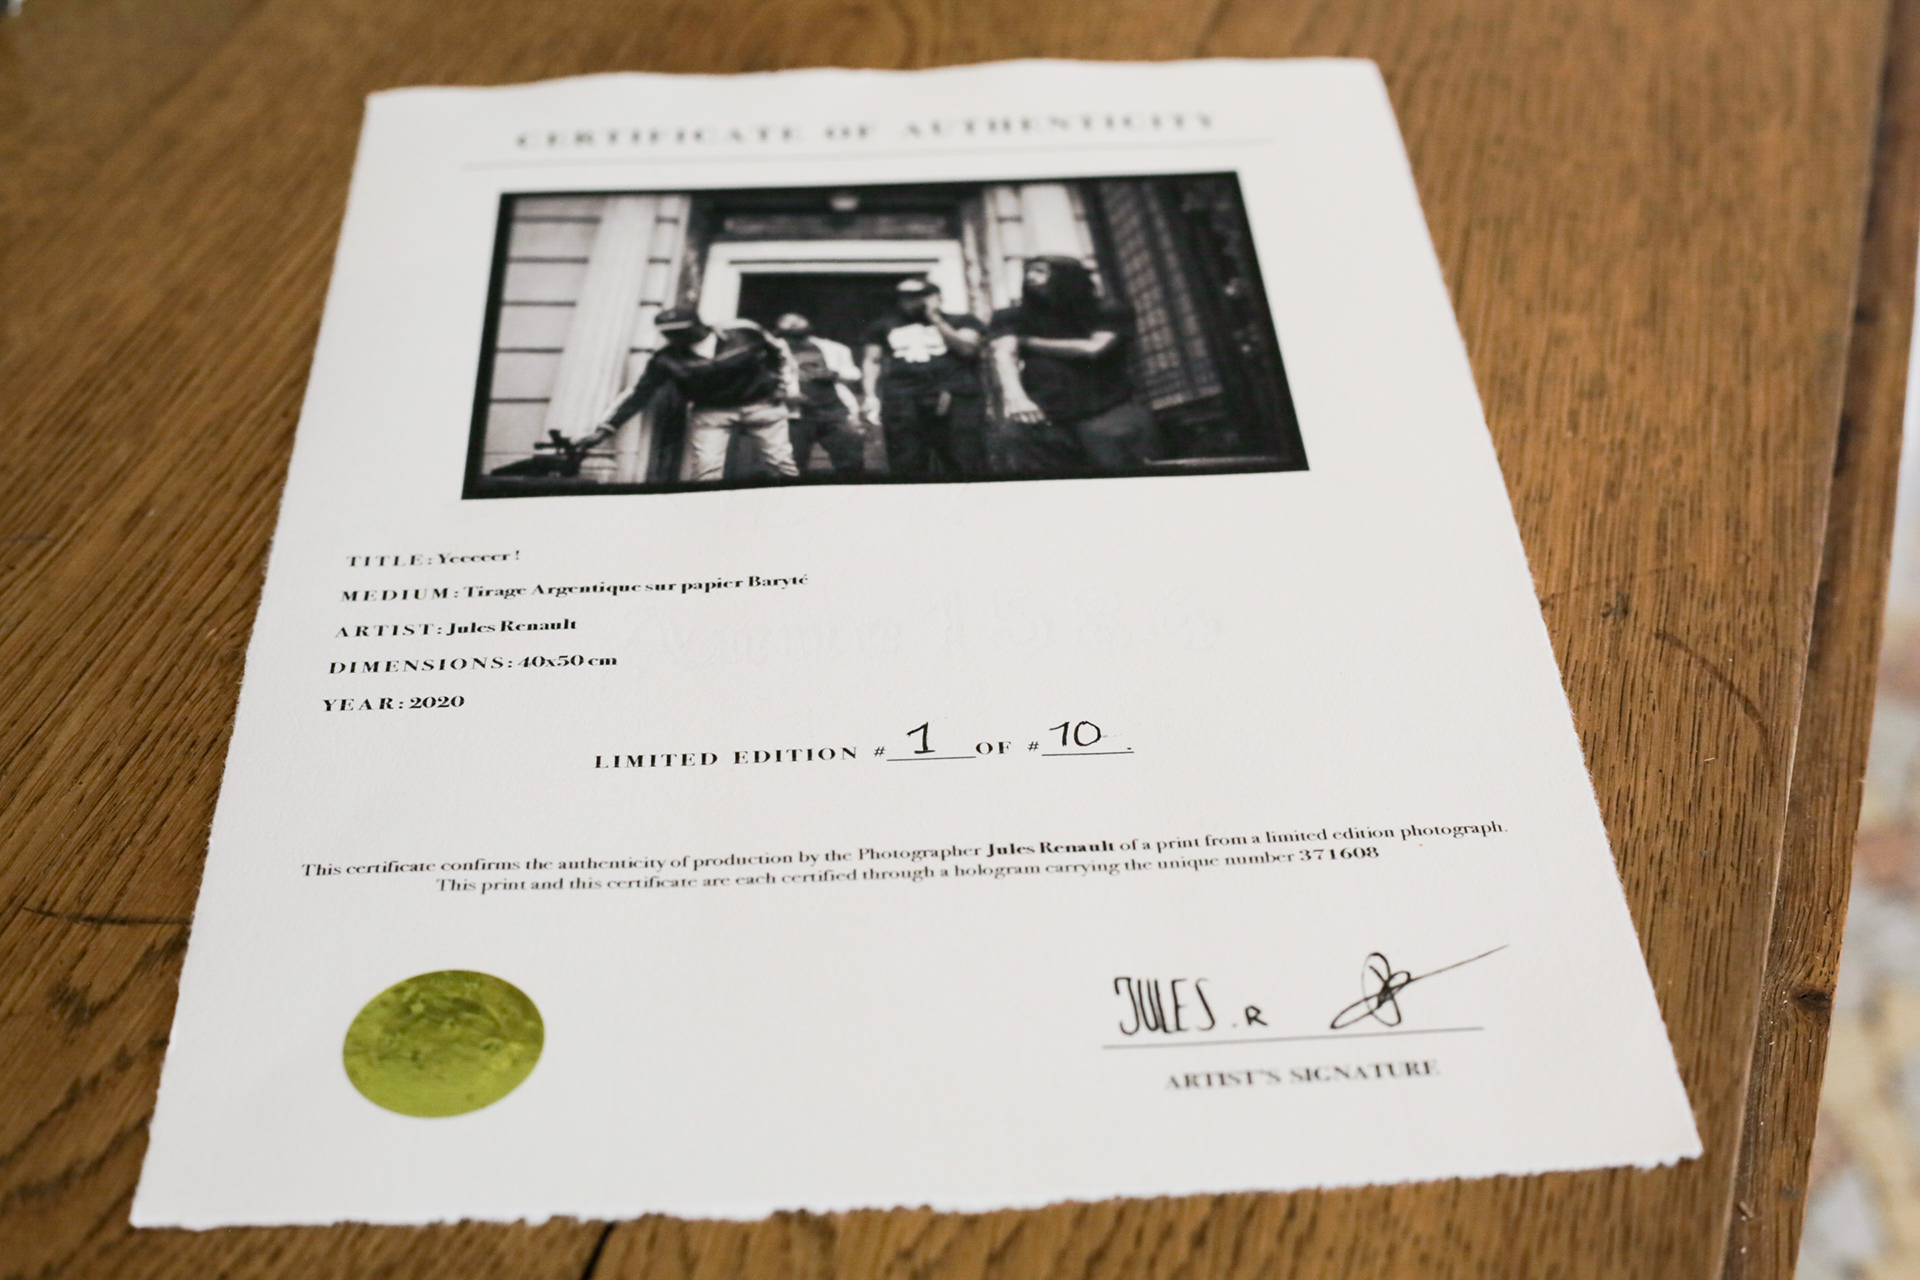 CERTIFICATE OF AUTHENTICITY
TITLE: Yeeeeer !
MEDIUM: Tirage Argentique sur papier Baryté
ARTIST: Jules Renault
DIMENSIONS: 40x50 cm
YEAR: 2020
LIMITED EDITION # 1 OF # 10.
This certificate confirms the authenticity of production by the Photographer Jules Renault of a print from a limited edition photograph.
This print and this certificate are each certified through a hologram carrying the unique number 371608
JULES.R
ARTIST'S SIGNATURE